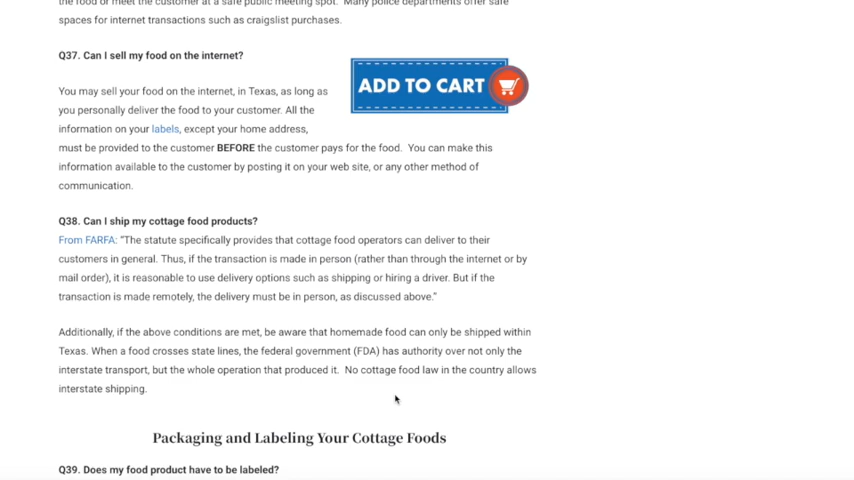 the food or meet the customer at a safe public meeting spot. Many police departments offer safe
spaces for internet transactions such as craigslist purchases.
Q37. Can I sell my food on the internet?
ADD TO CART
You may sell your food on the internet, in Texas, as long as
you personally deliver the food to your customer. All the
information on your labels, except your home address,
must be provided to the customer BEFORE the customer pays for the food. You can make this
information available to the customer by posting it on your web site, or any other method of
communication.
Q38. Can I ship my cottage food products?
From FARFA: “The statute specifically provides that cottage food operators can deliver to their
customers in general. Thus, if the transaction is made in person (rather than through the internet or by
mail order), it is reasonable to use delivery options such as shipping or hiring a driver. But if the
transaction is made remotely, the delivery must be in person, as discussed above.”
Additionally, if the above conditions are met, be aware that homemade food can only be shipped within
Texas. When a food crosses state lines, the federal government (FDA) has authority over not only the
interstate transport, but the whole operation that produced it. No cottage food law in the country allows
interstate shipping.
Packaging and Labeling Your Cottage Foods
Q39. Does my food product have to be labeled?